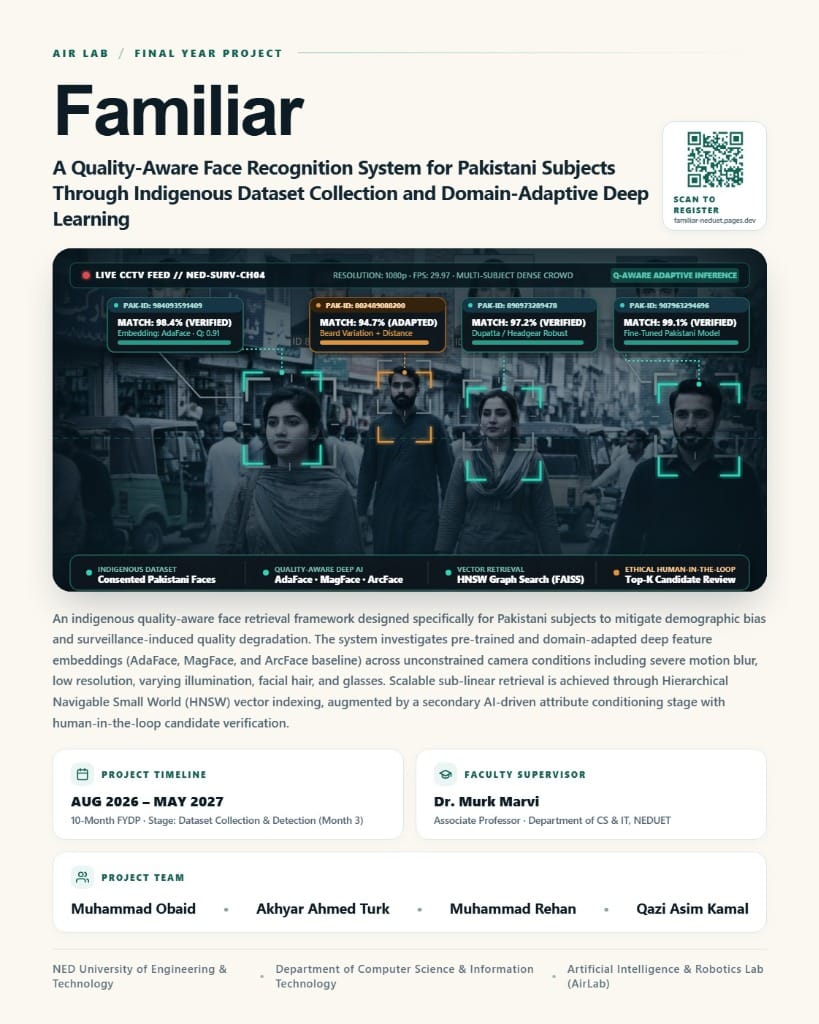 AIR LAB / FINAL YEAR PROJECT
Familiar
A Quality-Aware Face Recognition System for Pakistani Subjects
Through Indigenous Dataset Collection and Domain-Adaptive Deep
Learning
SCAN TO
REGISTER
familiar-neduet.pages.dev
LIVE CCTV FEED // NED-SURV-CH04
RESOLUTION: 1080p · FPS: 29.97 · MULTI-SUBJECT DENSE CROWD
Q-AWARE ADAPTIVE INFERENCE
PAK-ID: 984093591409
MATCH: 98.4% (VERIFIED)
Embedding: AdaFace · Q: 0.91
PAK-ID: 802489088200
MATCH: 94.7% (ADAPTED)
Beard Variation + Distance
PAK-ID: 898973289478
MATCH: 97.2% (VERIFIED)
Dupatta / Headgear Robust
PAK-ID: 907963294696
MATCH: 99.1% (VERIFIED)
Fine-Tuned Pakistani Model
INDIGENOUS DATASET
Consented Pakistani Faces
QUALITY-AWARE DEEP AI
AdaFace · MagFace · ArcFace
VECTOR RETRIEVAL
HNSW Graph Search (FAISS)
ETHICAL HUMAN-IN-THE-LOOP
Top-K Candidate Review
An indigenous quality-aware face retrieval framework designed specifically for Pakistani subjects to mitigate demographic bias
and surveillance-induced quality degradation. The system investigates pre-trained and domain-adapted deep feature
embeddings (AdaFace, MagFace, and ArcFace baseline) across unconstrained camera conditions including severe motion blur,
low resolution, varying illumination, facial hair, and glasses. Scalable sub-linear retrieval is achieved through Hierarchical
Navigable Small World (HNSW) vector indexing, augmented by a secondary AI-driven attribute conditioning stage with
human-in-the-loop candidate verification.
PROJECT TIMELINE
AUG 2026 – MAY 2027
10-Month FYDP · Stage: Dataset Collection & Detection (Month 3)
FACULTY SUPERVISOR
Dr. Murk Marvi
Associate Professor · Department of CS & IT, NEDUET
PROJECT TEAM
Muhammad Obaid • Akhyar Ahmed Turk • Muhammad Rehan • Qazi Asim Kamal
NED University of Engineering &
Technology
• Department of Computer Science & Information
Technology
• Artificial Intelligence & Robotics Lab
(AirLab)